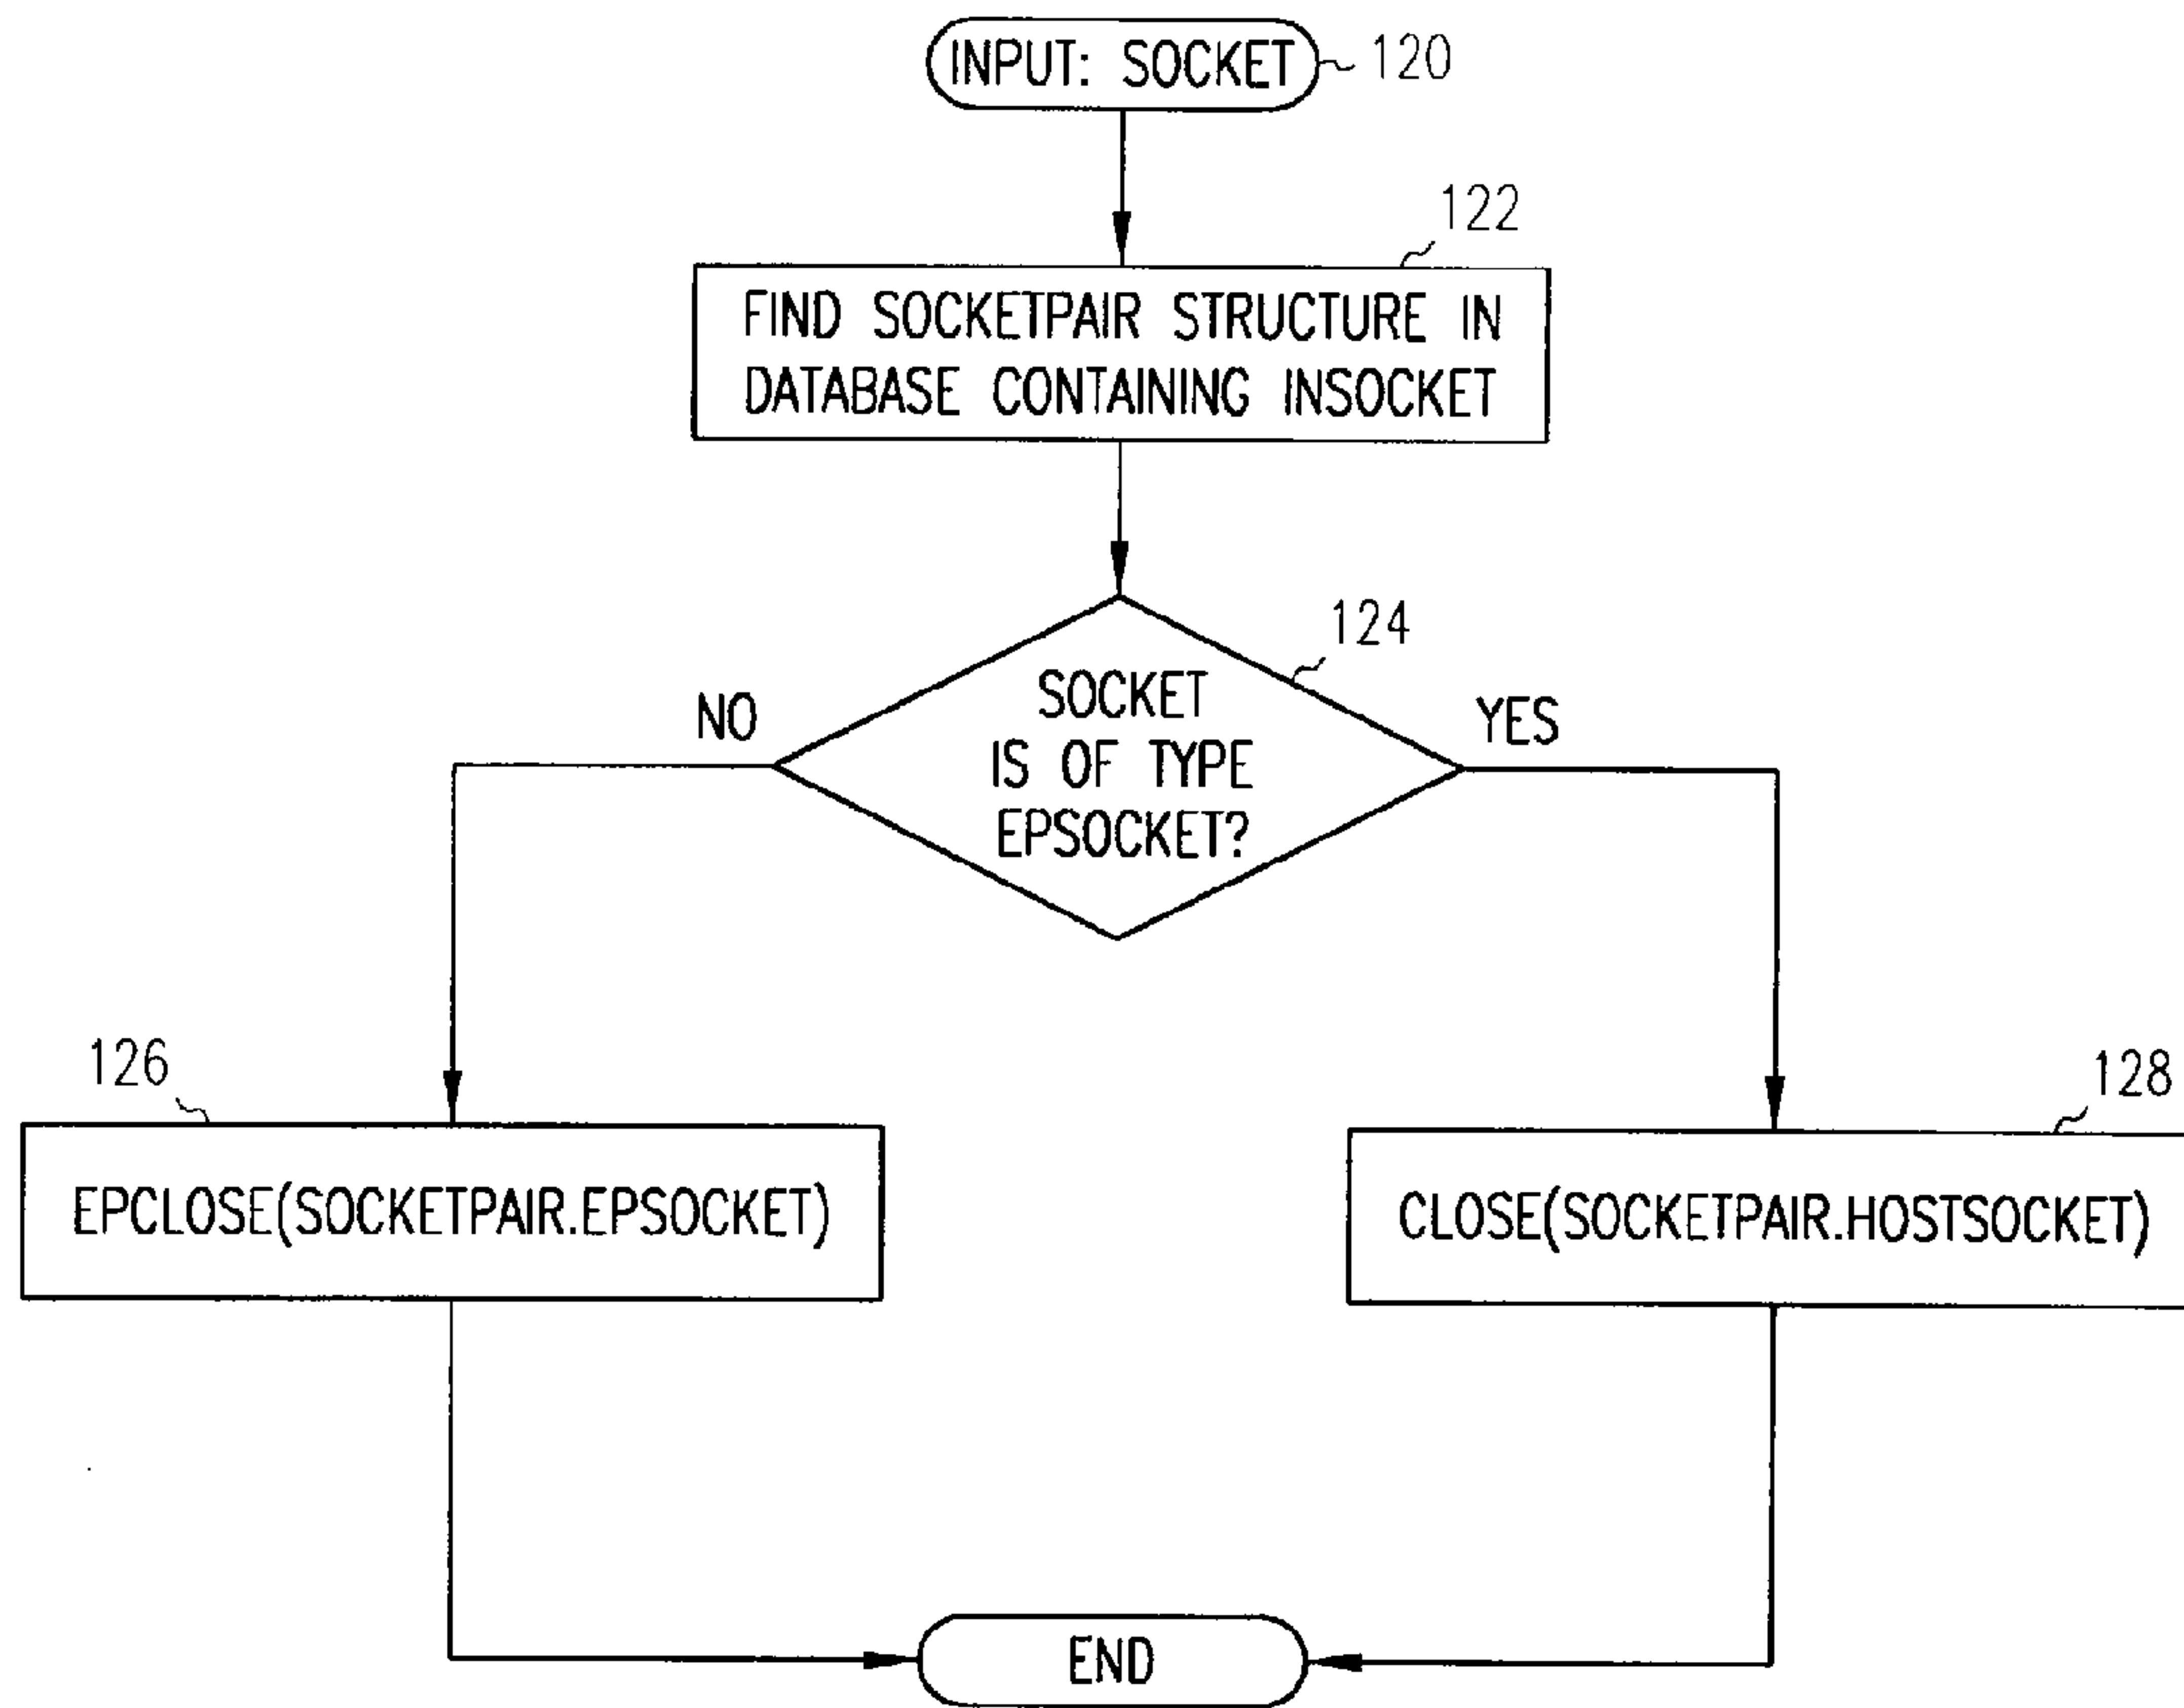 INPUT: SOCKET
120
122
FIND SOCKETPAIR STRUCTURE IN
DATABASE CONTAINING INSOCKET
124
SOCKET
IS OF TYPE
EPSOCKET?
NO
YES
126
EPCLOSE(SOCKETPAIR.EPSOCKET)
128
CLOSE(SOCKETPAIR.HOSTSOCKET)
END